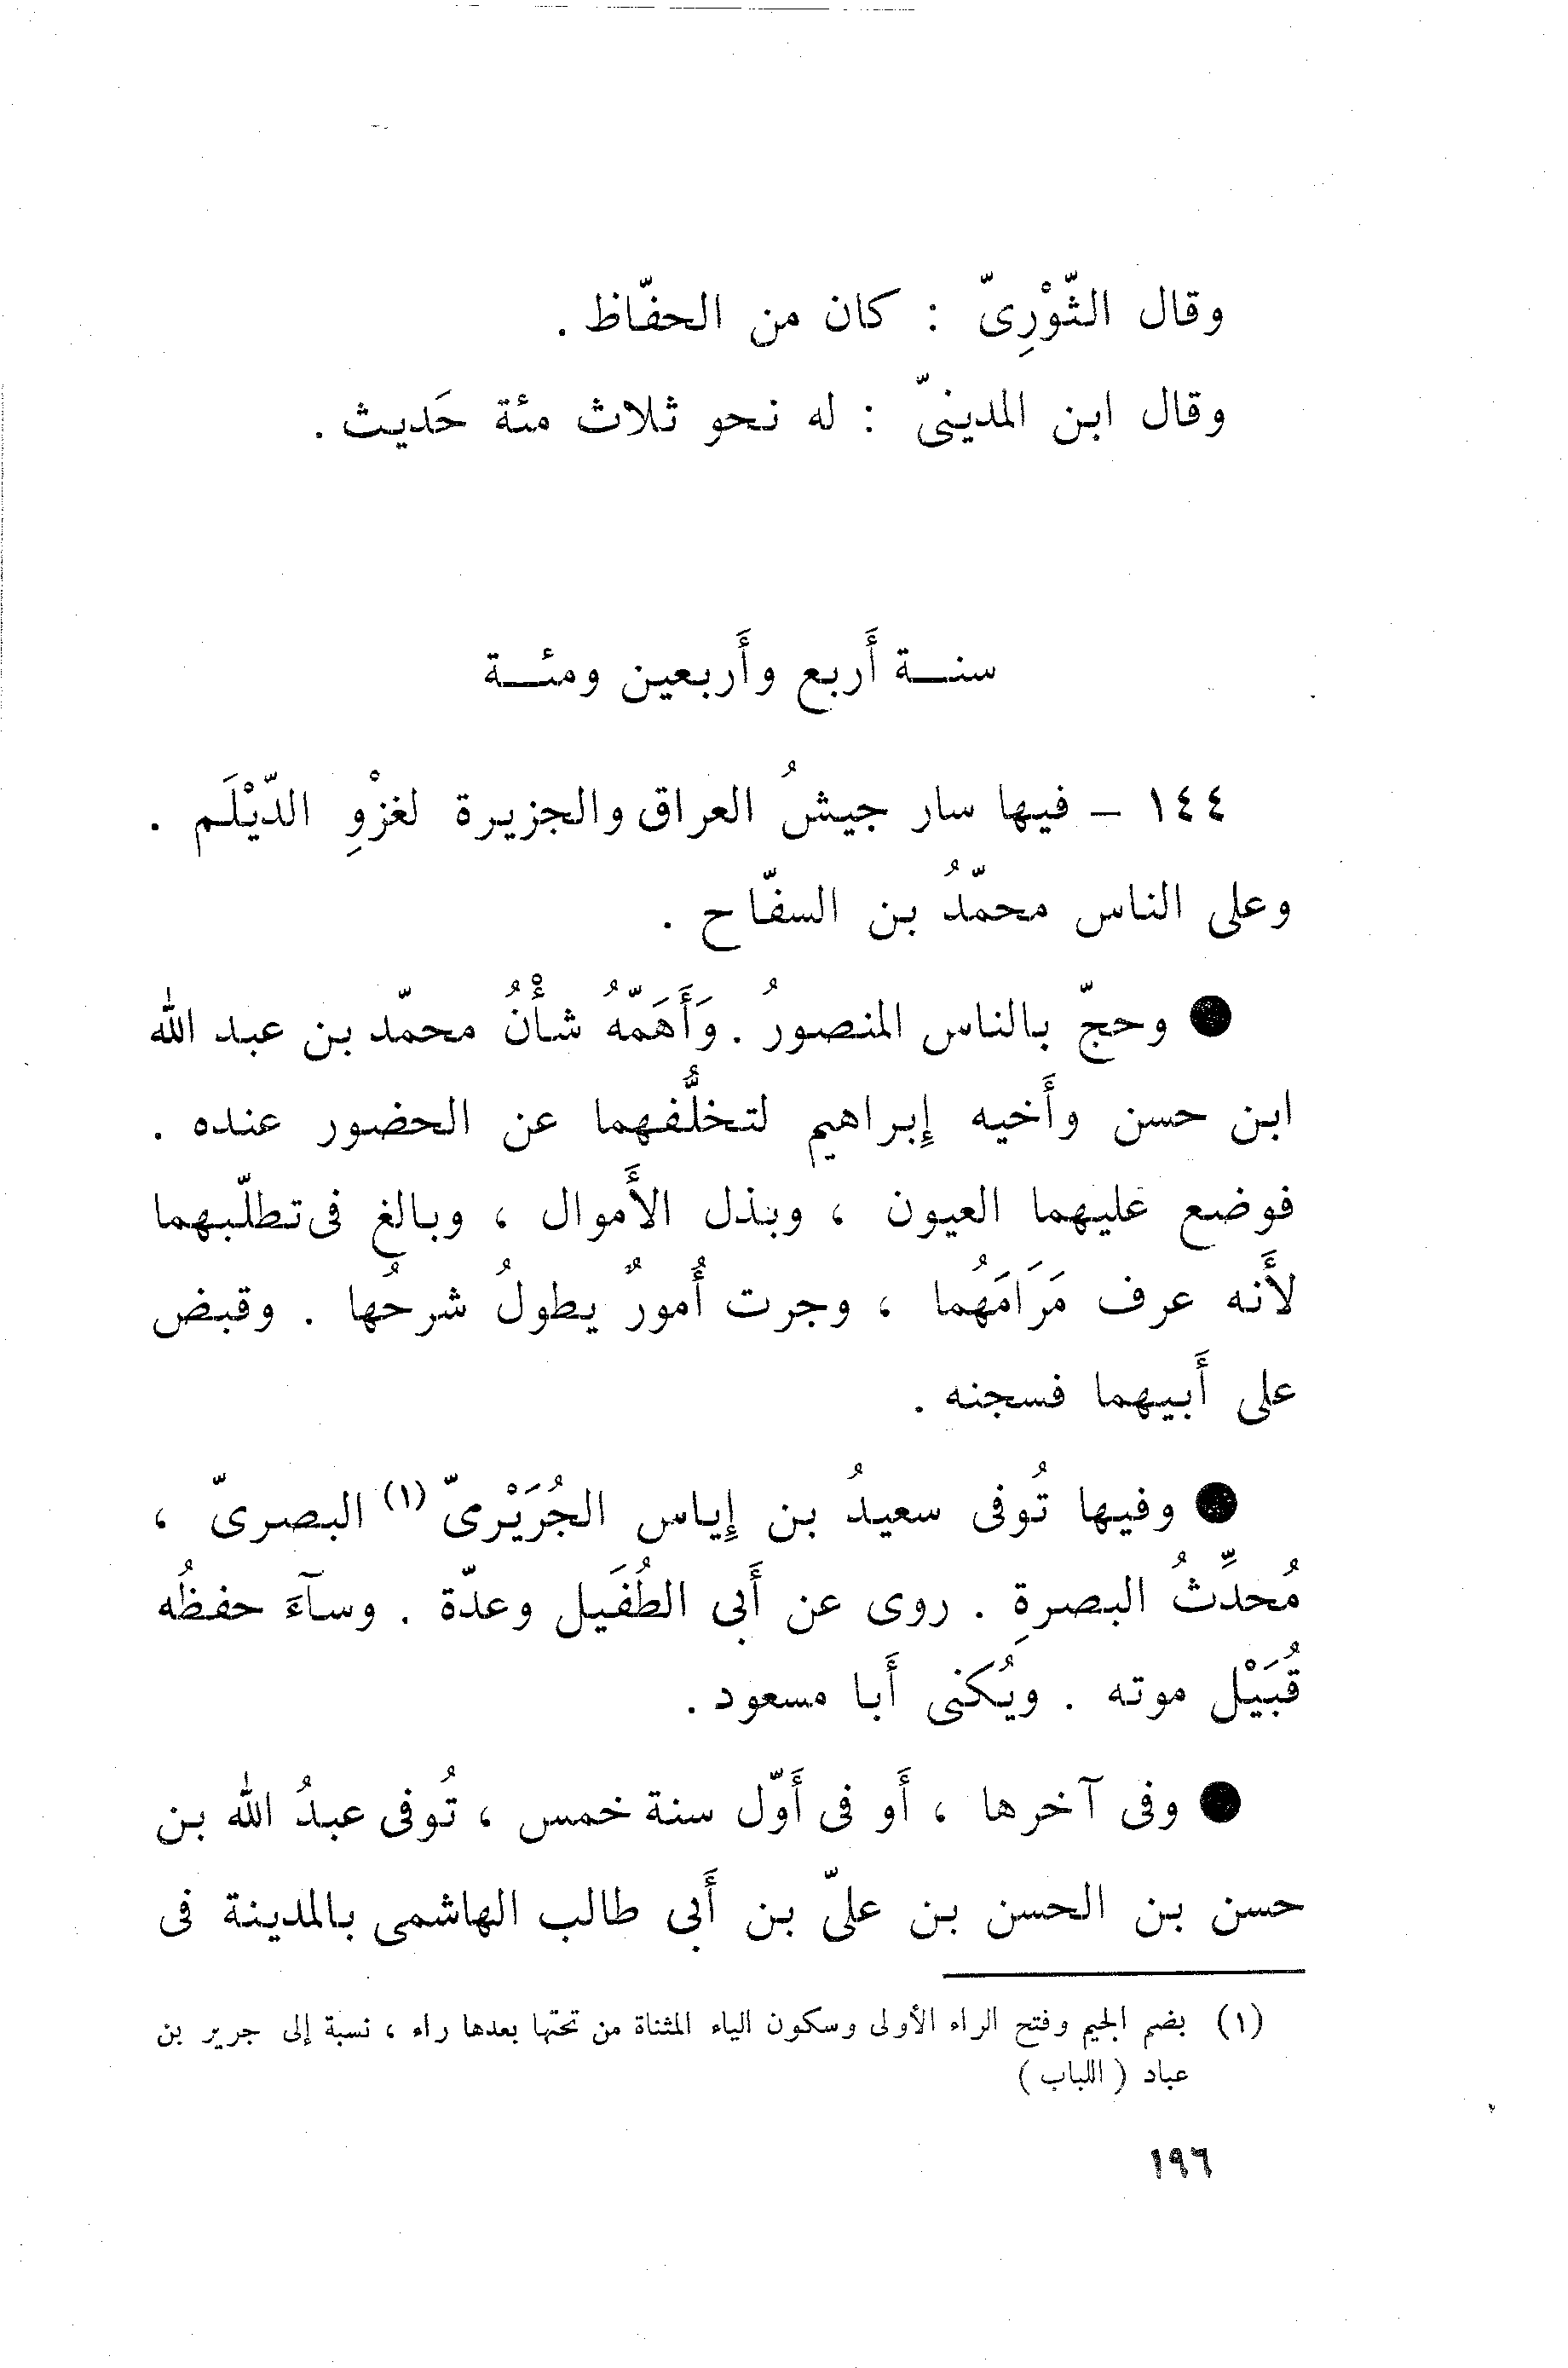 وقال الثّوْرِىّ : كان من الحفّاظ .
وقال ابن المدينىّ : له نحو ثلاث مئة حَديث .
سنـــة أَربع وأَربعين ومئـــة
١٤٤ – فيها سار جيشُ العراق والجزيرة لغزْوِ الدّيْلَم .
وعلى الناس محمّدُ بن السفّاح .
● وحجّ بالناس المنصورُ . وَأَهَمّهُ شأْنُ محمّد بن عبد الله
ابن حسن وأَخيه إِبراهيم لتخلُّفهما عن الحضور عنده .
فوضع عليهما العيون ، وبذل الأَموال ، وبالغ فى تطلّبهما
لأَنه عرف مَرَامَهُما ، وجرت أُمورٌ يطولُ شرحُها . وقبض
على أَبيهما فسجنه .
● وفيها تُوفى سعيدُ بن إِياس الجُرَيْرىّ (١) البصرىّ ،
مُحدِّثُ البصرةِ . روى عن أَبى الطُفَيل وعدّة . وسآءَ حفظُه
قُبَيْل موته . ويُكنى أَبا مسعود .
● وفى آخرها ، أَو فى أَوّل سنة خمس ، تُوفى عبدُ الله بن
حسن بن الحسن بن علىّ بن أَبى طالب الهاشمى بالمدينة فى
(١) بضم الجيم وفتح الراء الأولى وسكون الياء المثناة من تحتها بعدها راء ، نسبة إلى جرير بن
عباد ( اللباب )
١٩٦